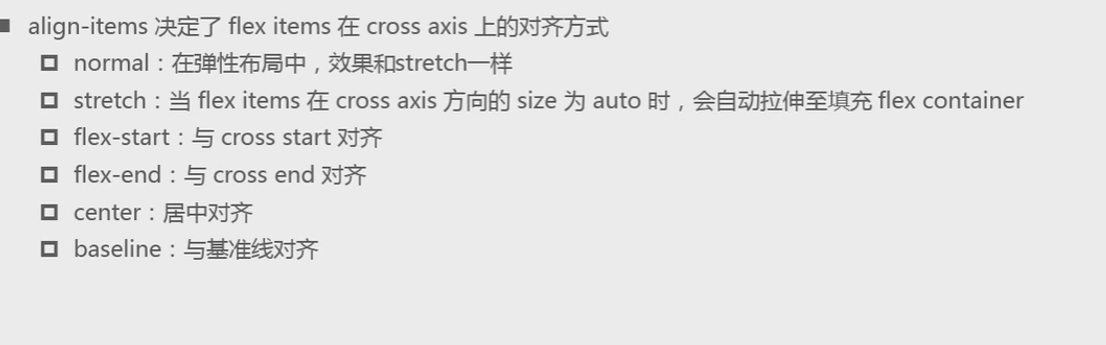 align-items 决定了 flex items 在 cross axis 上的对齐方式
normal：在弹性布局中，效果和stretch一样
stretch：当 flex items 在 cross axis 方向的 size 为 auto 时，会自动拉伸至填充 flex container
flex-start：与 cross start 对齐
flex-end：与 cross end 对齐
center：居中对齐
baseline：与基准线对齐